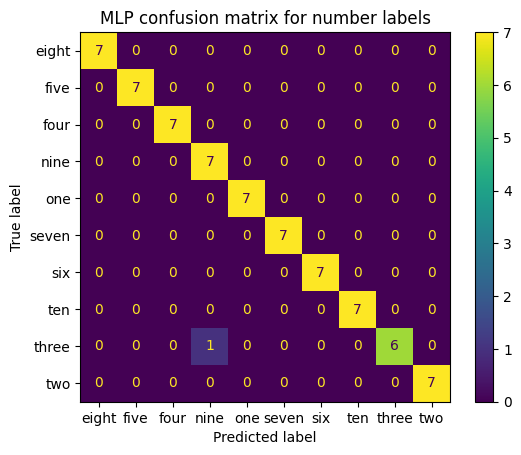 MLP confusion matrix for number labels
True label
eight 7 0 0 0 0 0 0 0 0 0
five 0 7 0 0 0 0 0 0 0 0
four 0 0 7 0 0 0 0 0 0 0
nine 0 0 0 7 0 0 0 0 0 0
one 0 0 0 0 7 0 0 0 0 0
seven 0 0 0 0 0 7 0 0 0 0
six 0 0 0 0 0 0 7 0 0 0
ten 0 0 0 0 0 0 0 7 0 0
three 0 0 0 1 0 0 0 0 6 0
two 0 0 0 0 0 0 0 0 0 7
eight five four nine one seven six ten three two
Predicted label
7
6
5
4
3
2
1
0